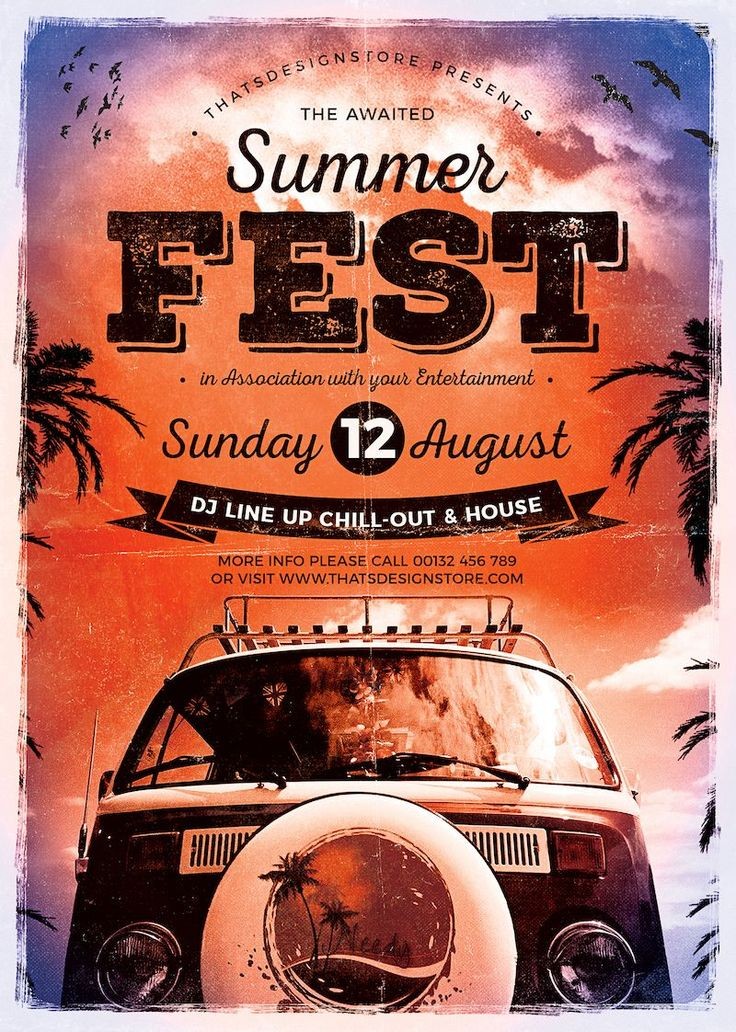 THATSDESIGNSTORE PRESENTS
THE AWAITED
Summer
FEST
in Association with your Entertainment
Sunday 12 August
DJ LINE UP CHILL-OUT & HOUSE
MORE INFO PLEASE CALL 00132 456 789
OR VISIT WWW.THATSDESIGNSTORE.COM